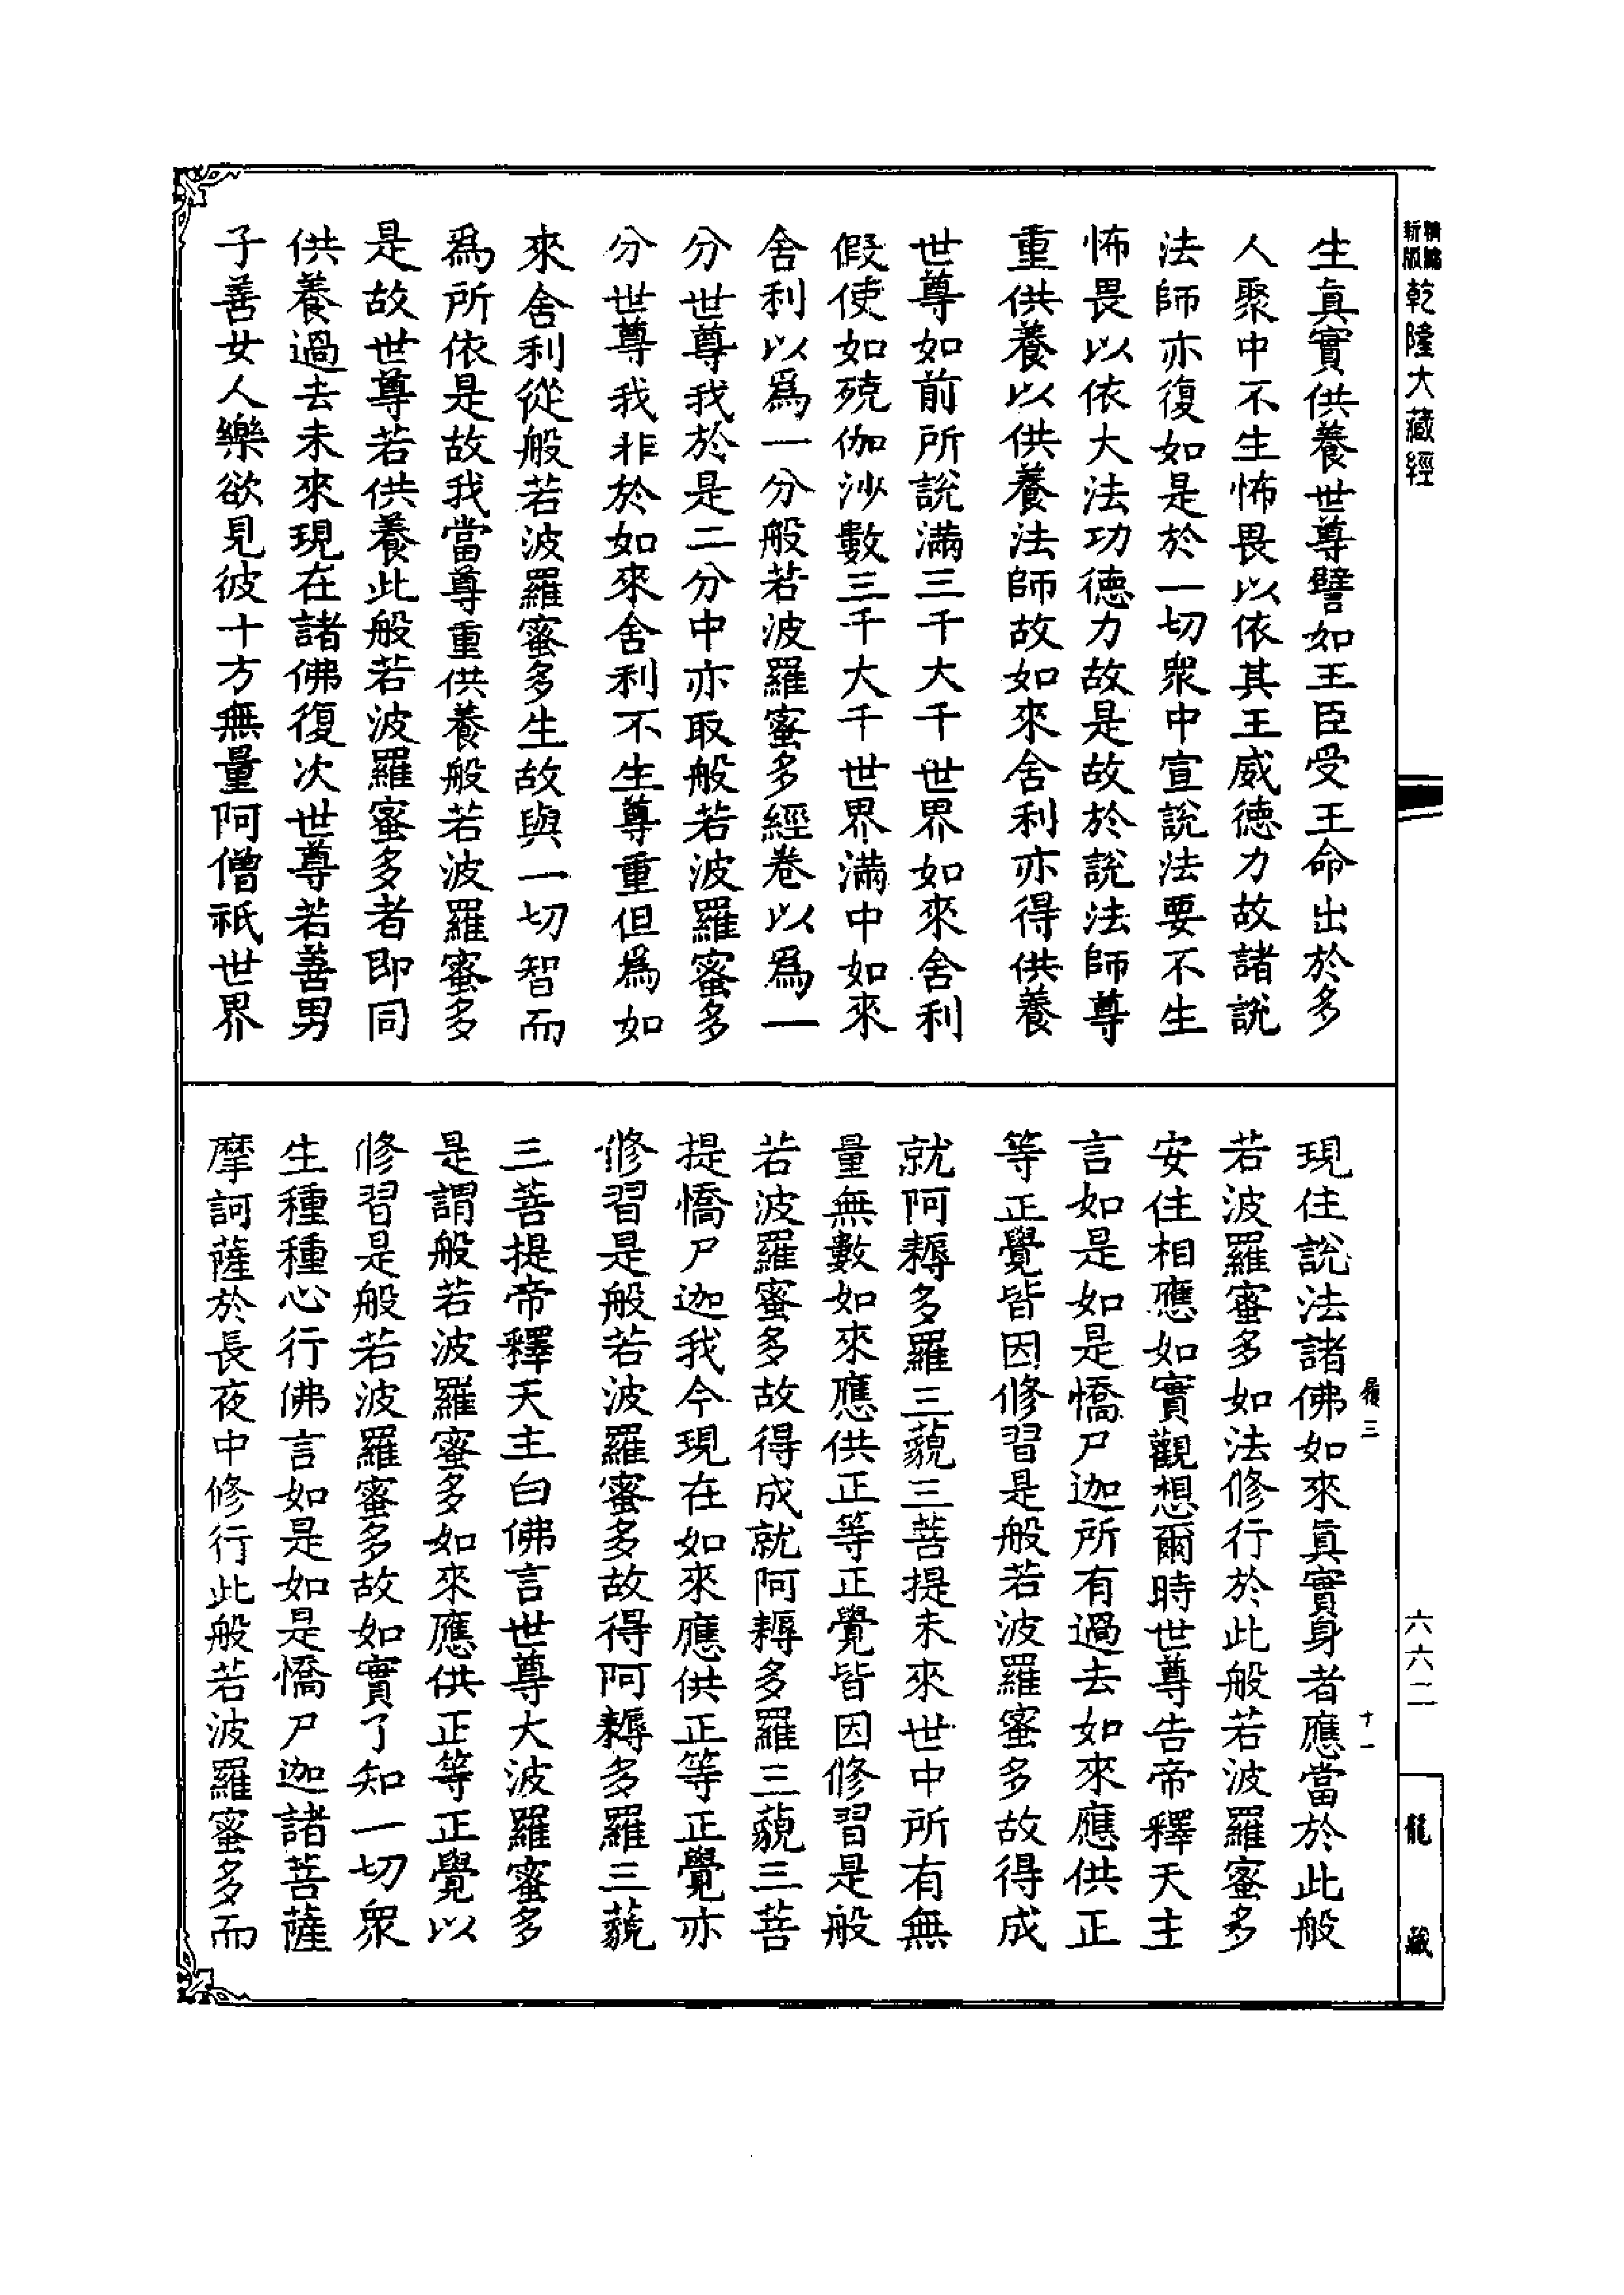 新版
精編
乾隆大藏經
六六二
龍藏
生真實供養世尊譬如王臣受王命出於多
人聚中不生怖畏以依其王威德力故諸說
法師亦復如是於一切衆中宣說法要不生
怖畏以依大法功德力故是故於說法師尊
重供養以供養法師故如來舍利亦得供養
世尊如前所說滿三千大千世界如來舍利
假使如殑伽沙數三千大千世界滿中如來
舍利以爲一分般若波羅蜜多經卷以爲一
分世尊我於是二分中亦取般若波羅蜜多
分世尊我非於如來舍利不生尊重但爲如
來舍利從般若波羅蜜多生故與一切智而
爲所依是故我當尊重供養般若波羅蜜多
是故世尊若供養此般若波羅蜜多者即同
供養過去未來現在諸佛復次世尊若善男
子善女人樂欲見彼十方無量阿僧祇世界
履三
十一
現住說法諸佛如來真實身者應當於此般
若波羅蜜多如法修行於此般若波羅蜜多
安住相應如實觀想爾時世尊告帝釋天主
言如是如是憍尸迦所有過去如來應供正
等正覺皆因修習是般若波羅蜜多故得成
就阿耨多羅三藐三菩提未來世中所有無
量無數如來應供正等正覺皆因修習是般
若波羅蜜多故得成就阿耨多羅三藐三菩
提憍尸迦我今現在如來應供正等正覺亦
修習是般若波羅蜜多故得阿耨多羅三藐
三菩提帝釋天主白佛言世尊大波羅蜜多
是謂般若波羅蜜多如來應供正等正覺以
修習是般若波羅蜜多故如實了知一切衆
生種種心行佛言如是如是憍尸迦諸菩薩
摩訶薩於長夜中修行此般若波羅蜜多而